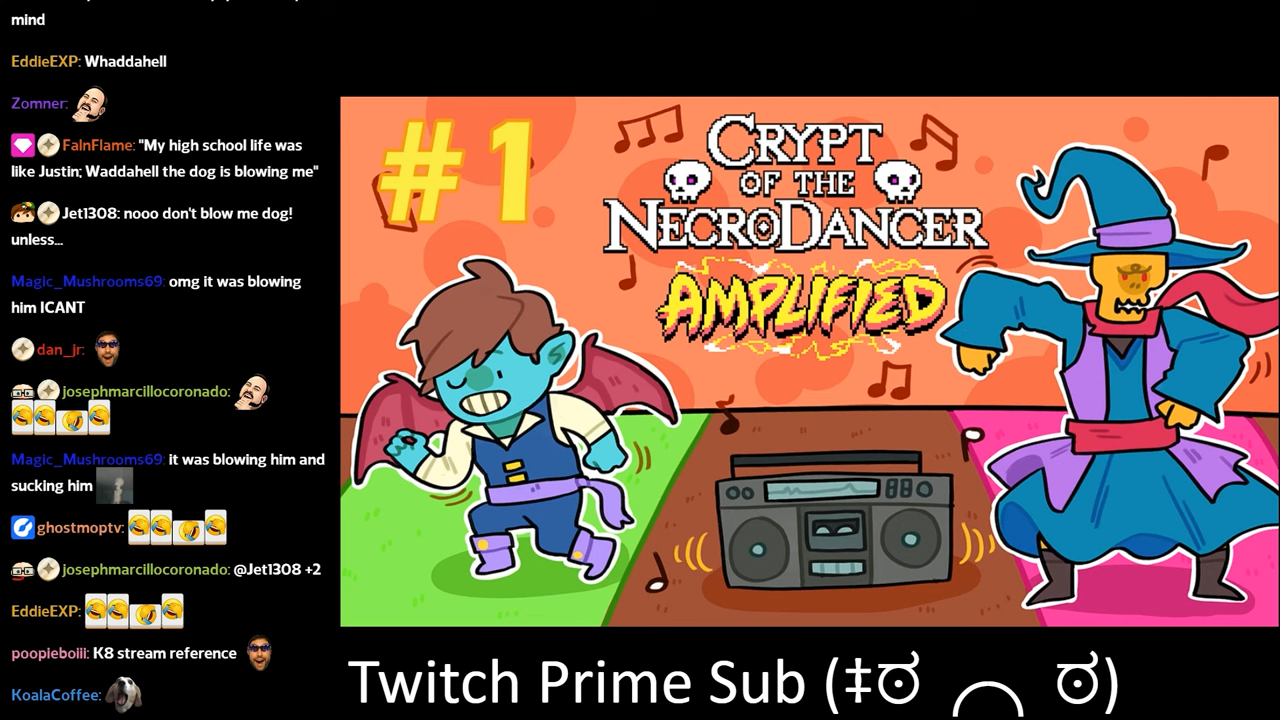 mind
EddieEXP: Whaddahell
Zomner:
FalnFlame: "My high school life was
like Justin; Waddahell the dog is blowing me"
Jet1308: nooo don't blow me dog!
unless...
Magic_Mushrooms69: omg it was blowing
him ICANT
dan_jr:
josephmarcillocoronado:
Magic_Mushrooms69: it was blowing him and
sucking him
ghostmoptv:
josephmarcillocoronado: @Jet1308 +2
EddieEXP:
poopieboiii: K8 stream reference
KoalaCoffee:
#1
CRYPT
OF THE
NECRODANCER
AMPLIFIED
Twitch Prime Sub (‡ಠ ╭╮ ಠ)